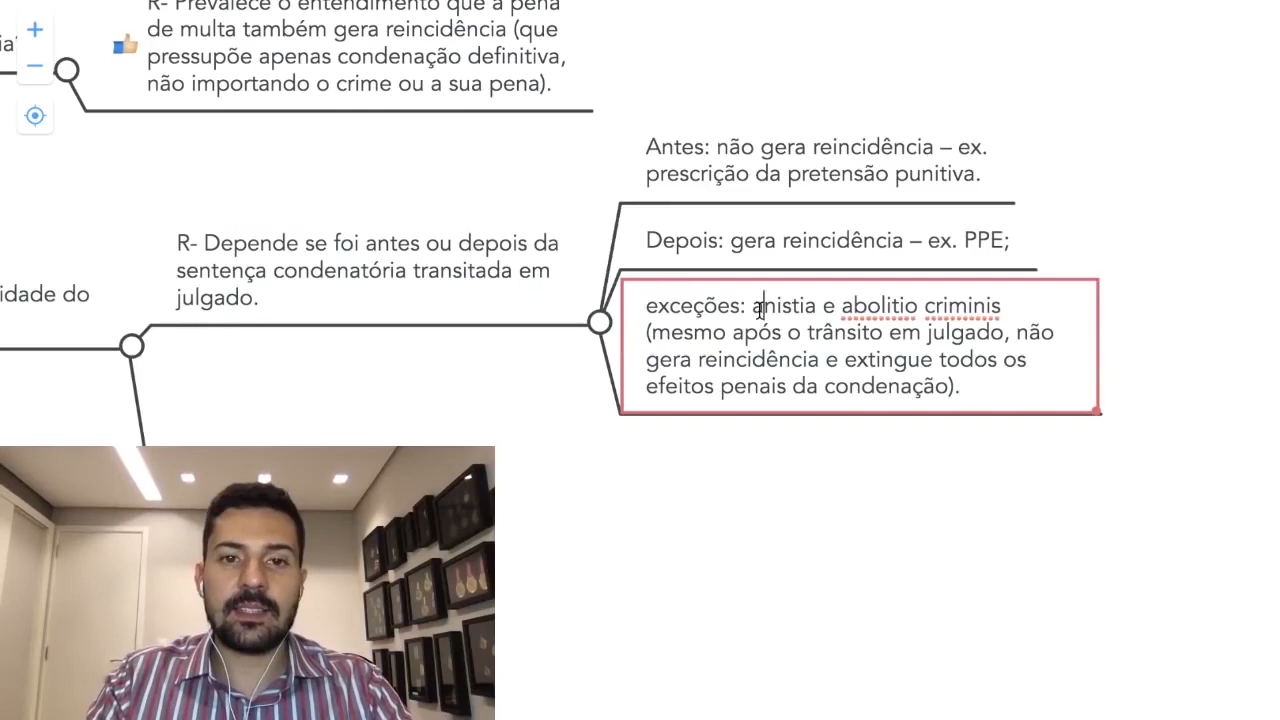 R- Prevalece o entendimento que a pena
de multa também gera reincidência (que
pressupõe apenas condenação definitiva,
não importando o crime ou a sua pena).
Antes: não gera reincidência – ex.
prescrição da pretensão punitiva.
R- Depende se foi antes ou depois da
sentença condenatória transitada em
julgado.
Depois: gera reincidência – ex. PPE;
do
exceções: anistia e abolitio criminis
(mesmo após o trânsito em julgado, não
gera reincidência e extingue todos os
efeitos penais da condenação).